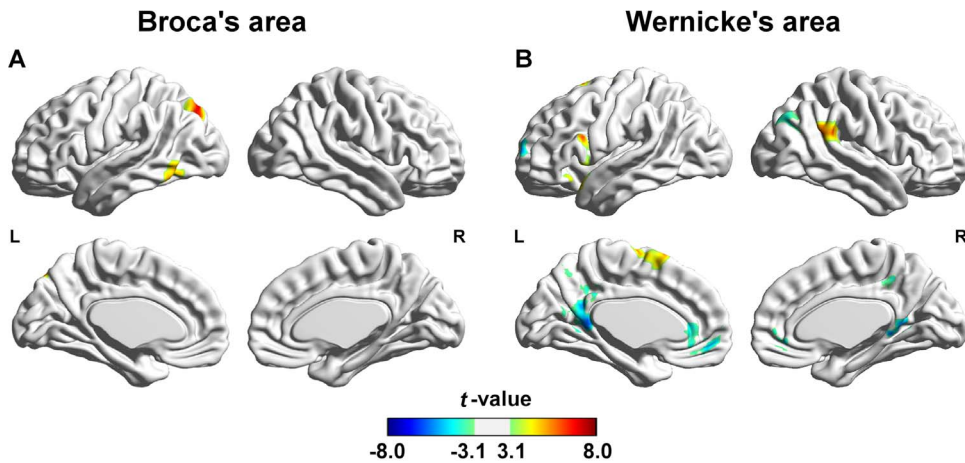 Broca's area
Wernicke's area
A
B
L
R
L
R
t-value
-8.0 -3.1 3.1 8.0